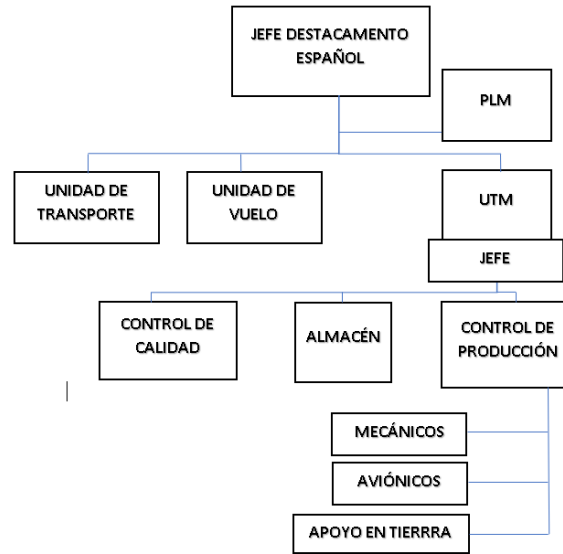 JEFE DESTACAMENTO
ESPAÑOL
PLM
UNIDAD DE
TRANSPORTE
UNIDAD DE
VUELO
UTM
JEFE
CONTROL DE
CALIDAD
ALMACÉN
CONTROL DE
PRODUCCIÓN
MECÁNICOS
AVIÓNICOS
APOYO EN TIERRRA